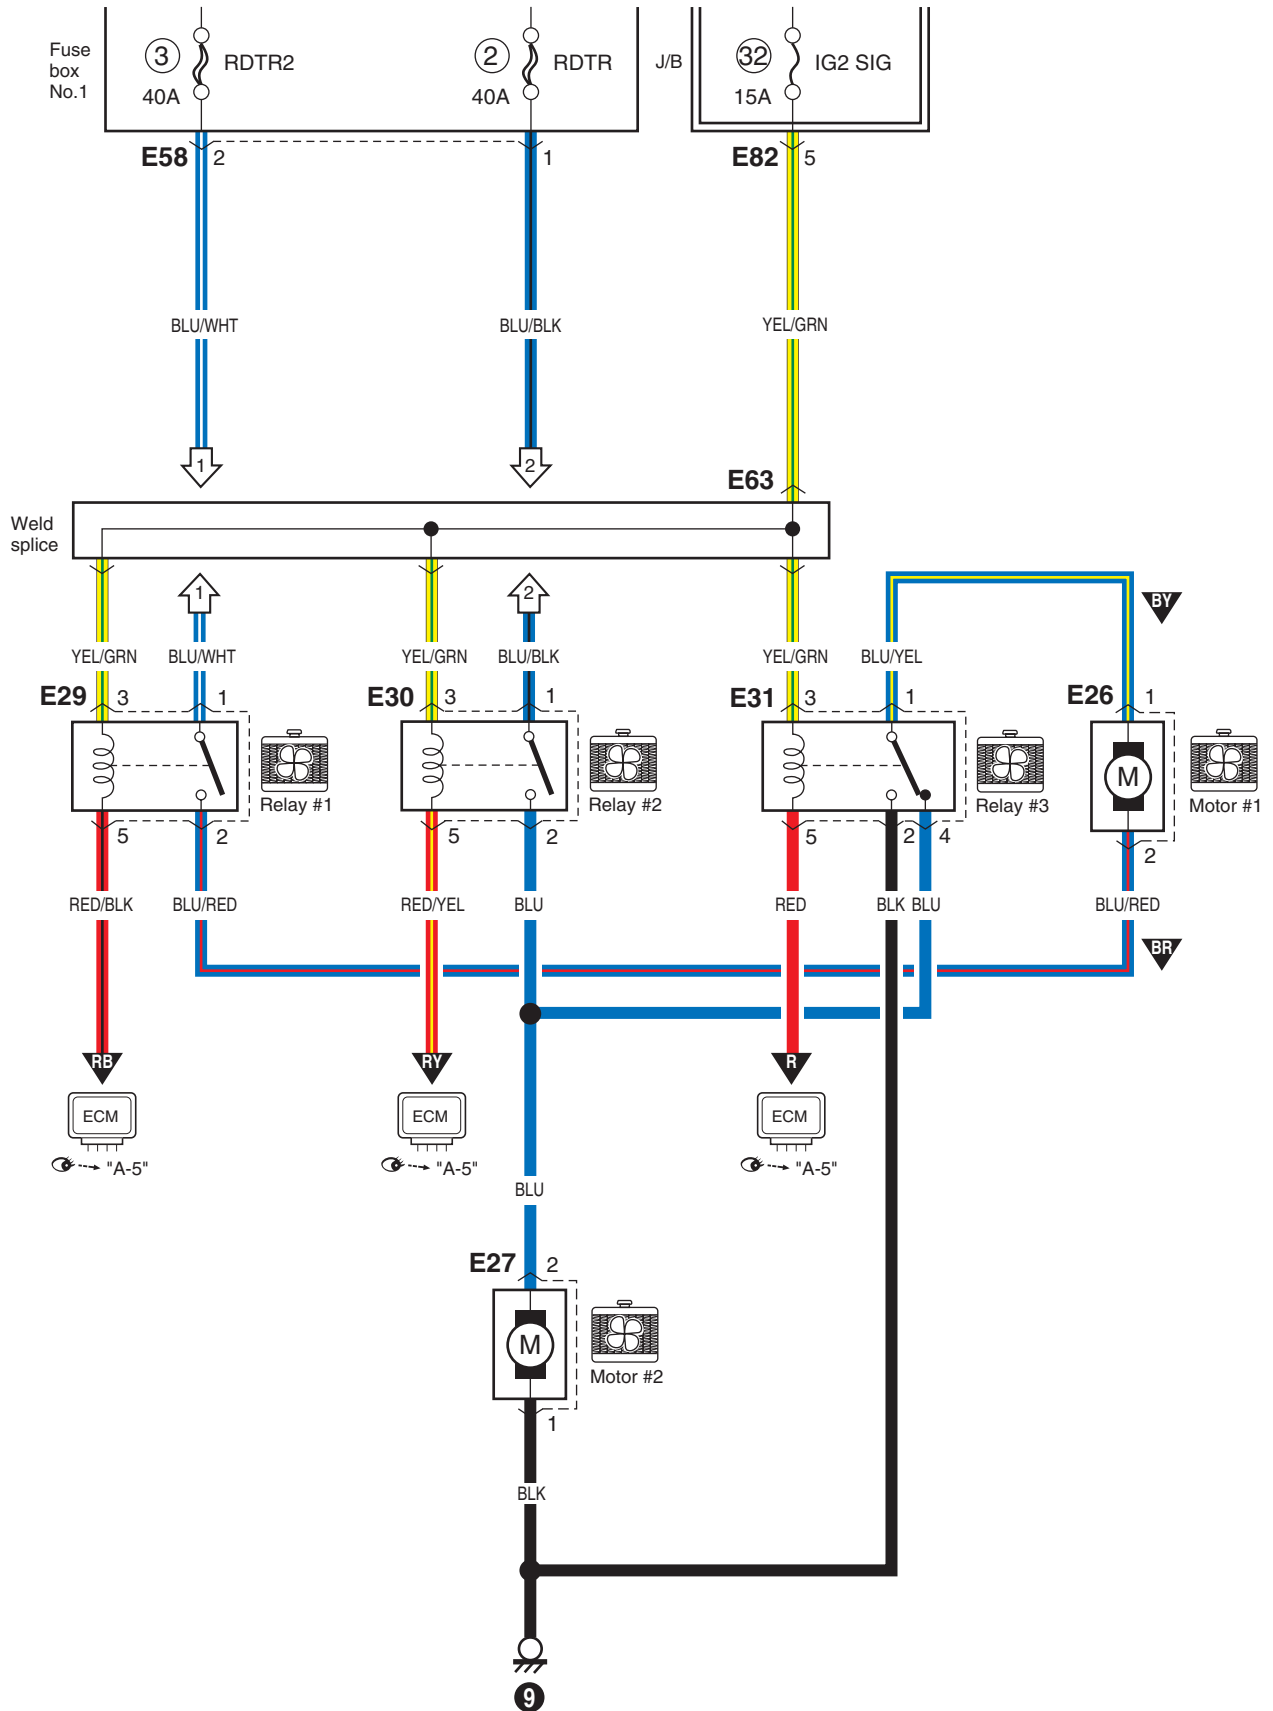 Fuse
box
No.1
3
RDTR2
40A
2
RDTR
40A
J/B
32
IG2 SIG
15A
E58
2
1
E82
5
BLU/WHT
BLU/BLK
YEL/GRN
1
2
E63
Weld
splice
1
2
BY
YEL/GRN
BLU/WHT
YEL/GRN
BLU/BLK
YEL/GRN
BLU/YEL
E29
3
1
E30
3
1
E31
3
1
E26
1
M
Relay #1
Relay #2
Relay #3
Motor #1
5
2
5
2
5
2
4
2
RED/BLK
BLU/RED
RED/YEL
BLU
RED
BLK
BLU
BLU/RED
BR
RB
RY
R
ECM
ECM
ECM
"A-5"
"A-5"
"A-5"
BLU
E27
2
M
Motor #2
1
BLK
9